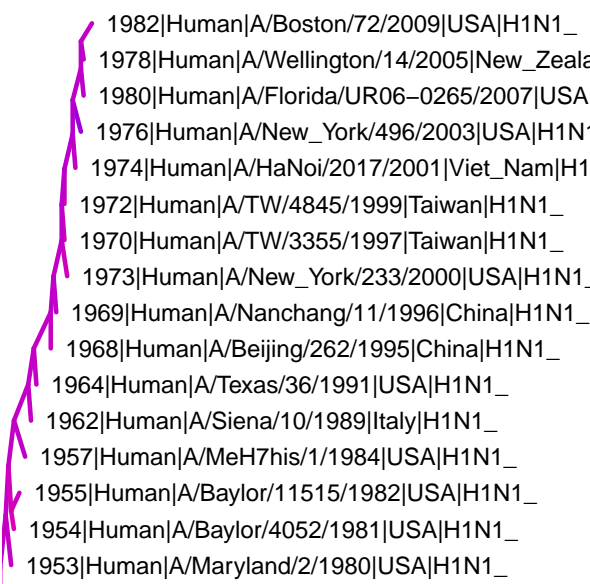 1982|Human|A/Boston/72/2009|USA|H1N1_
1978|Human|A/Wellington/14/2005|New_Zeala
1980|Human|A/Florida/UR06−0265/2007|USA
1976|Human|A/New_York/496/2003|USA|H1N1
1974|Human|A/HaNoi/2017/2001|Viet_Nam|H1
1972|Human|A/TW/4845/1999|Taiwan|H1N1_
1970|Human|A/TW/3355/1997|Taiwan|H1N1_
1973|Human|A/New_York/233/2000|USA|H1N1_
1969|Human|A/Nanchang/11/1996|China|H1N1_
1968|Human|A/Beijing/262/1995|China|H1N1_
1964|Human|A/Texas/36/1991|USA|H1N1_
1962|Human|A/Siena/10/1989|Italy|H1N1_
1957|Human|A/MeH7his/1/1984|USA|H1N1_
1955|Human|A/Baylor/11515/1982|USA|H1N1_
1954|Human|A/Baylor/4052/1981|USA|H1N1_
1953|Human|A/Maryland/2/1980|USA|H1N1_